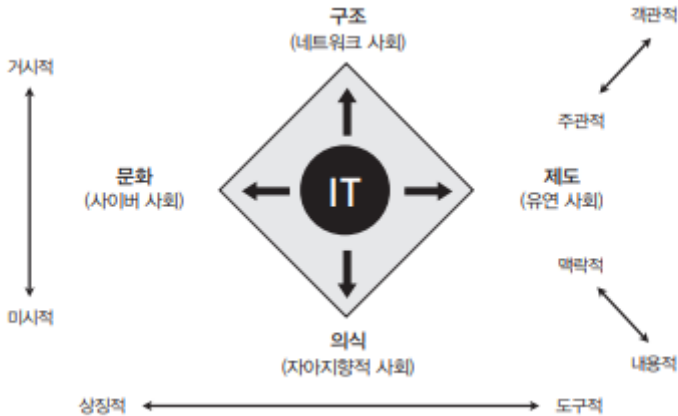 구조
(네트워크 사회)
객관적
거시적
주관적
문화
(사이버 사회)
IT
제도
(유연 사회)
맥락적
미시적
의식
(자아지향적 사회)
내용적
상징적
도구적